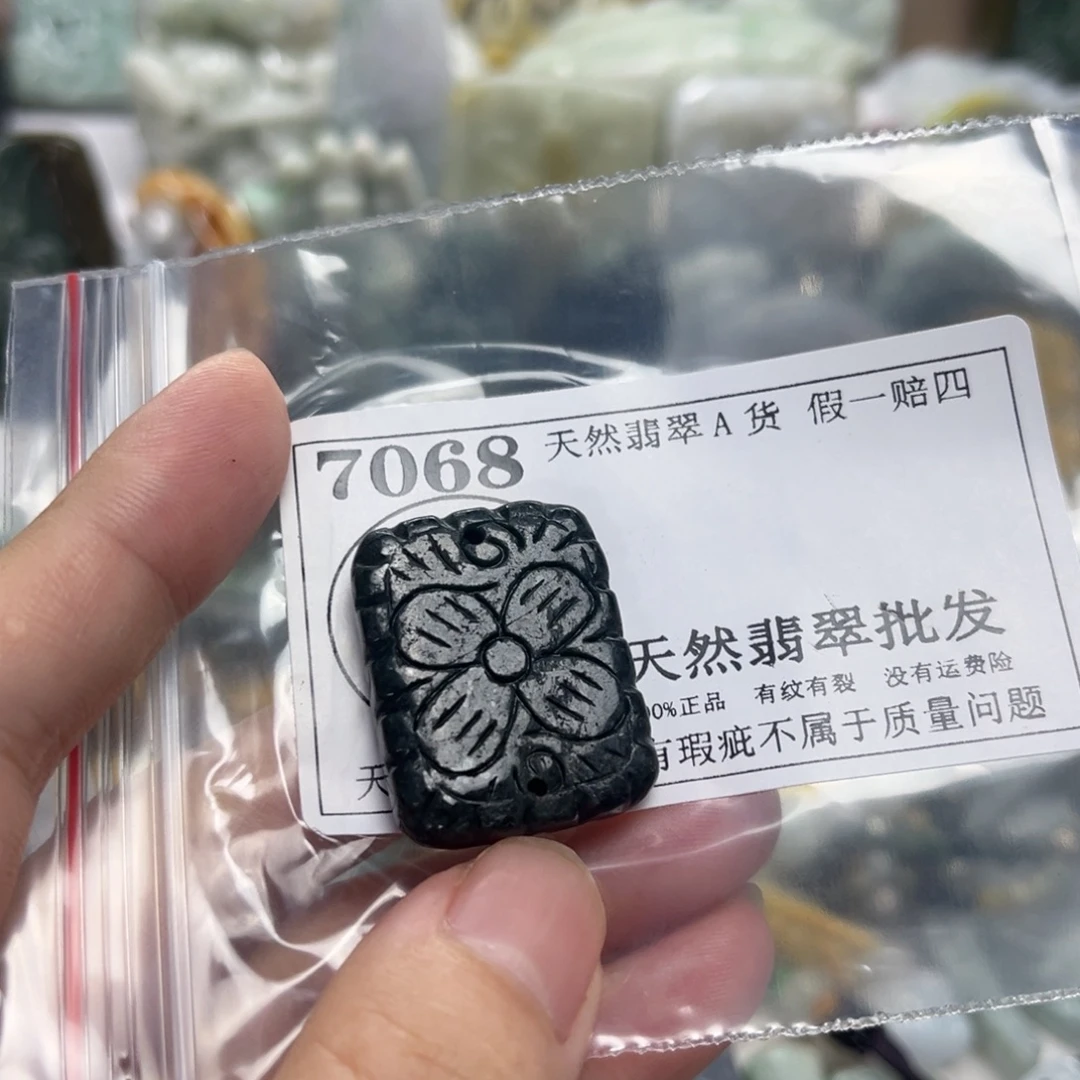 7068 天然翡翠A货 假一赔四
天然翡翠批发
00%正品 有纹有裂 没有运费险
天 有瑕疵不属于质量问题